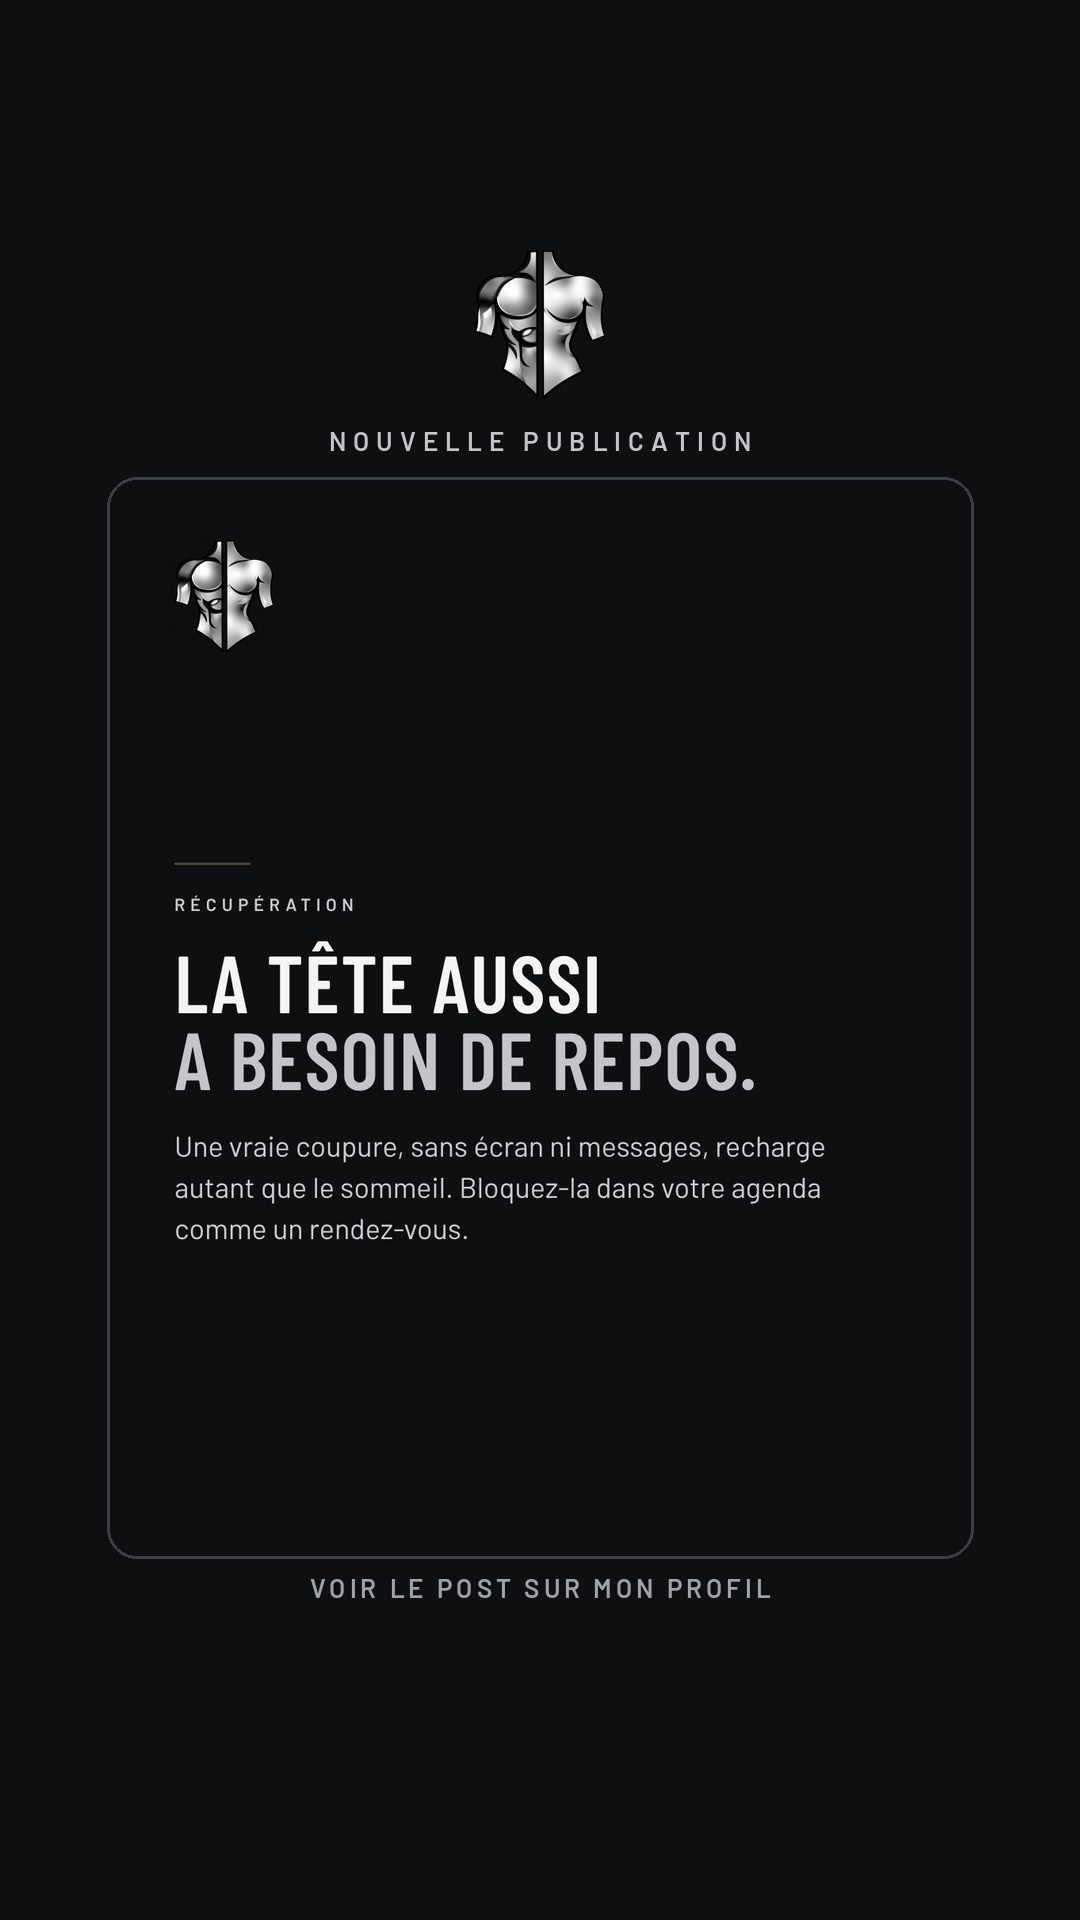 NOUVELLE PUBLICATION
RÉCUPÉRATION
LA TÊTE AUSSI
A BESOIN DE REPOS.
Une vraie coupure, sans écran ni messages, recharge
autant que le sommeil. Bloquez-la dans votre agenda
comme un rendez-vous.
VOIR LE POST SUR MON PROFIL